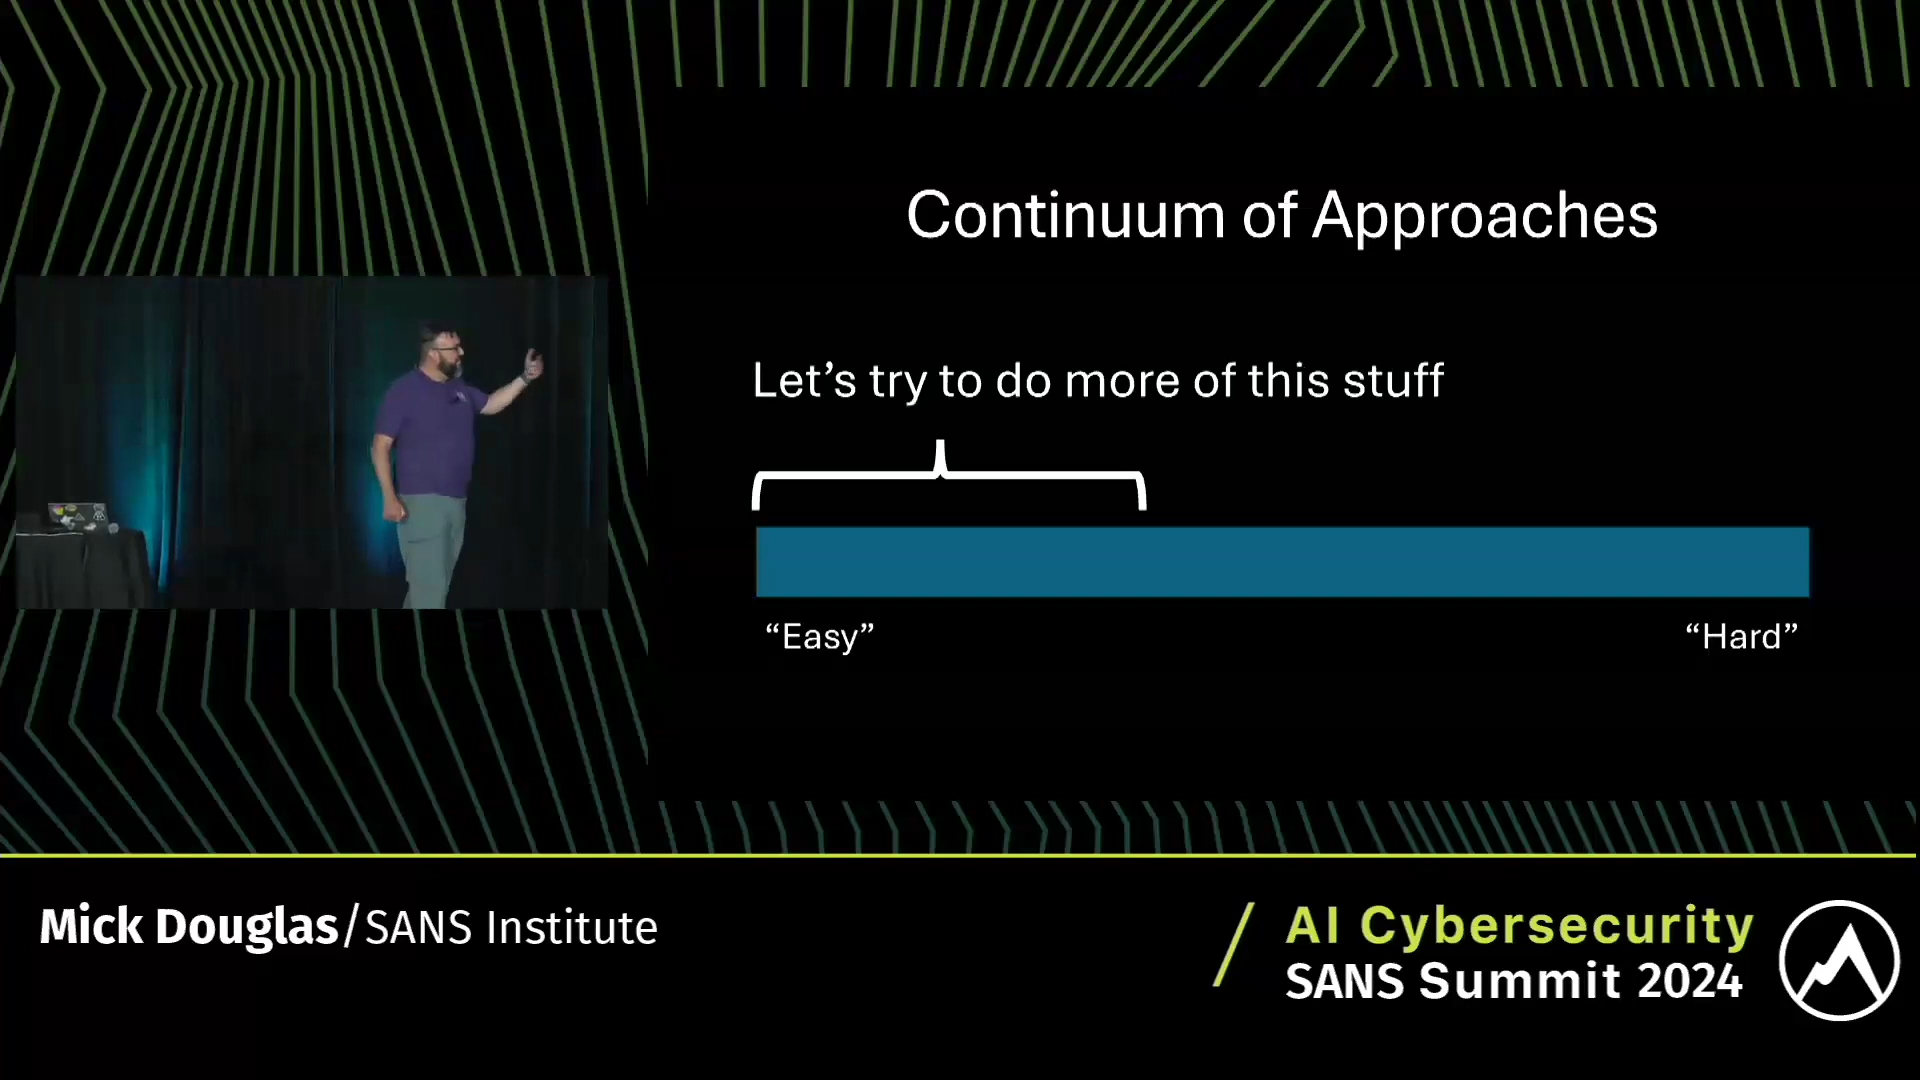 Continuum of Approaches
Let’s try to do more of this stuff
“Easy”
“Hard”
Mick Douglas/SANS Institute
AI Cybersecurity
SANS Summit 2024